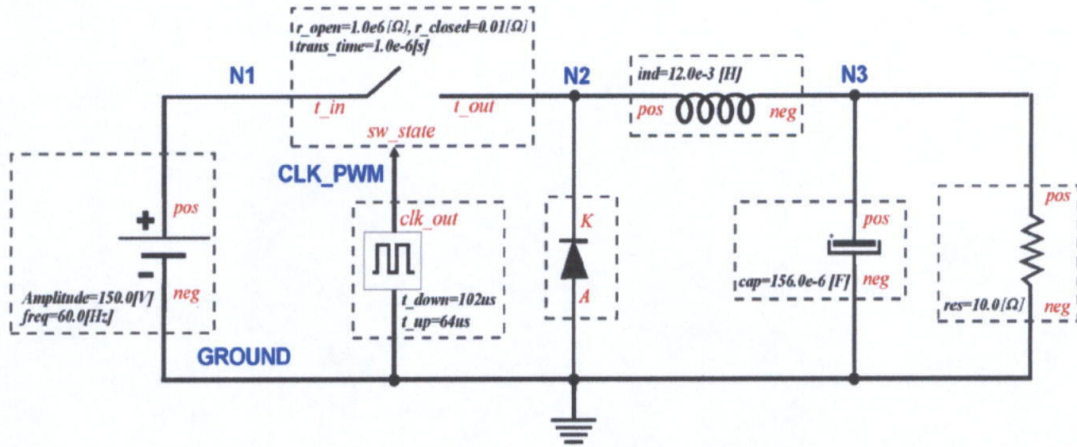 r_open=1.0e6[Ω], r_closed=0.01[Ω]
trans_time=1.0e-6[s]
N1
t_in
t_out
sw_state
N2
ind=12.0e-3 [H]
pos
neg
N3
CLK_PWM
clk_out
t_down=102us
t_up=64us
+
-
pos
neg
Amplitude=150.0[V]
freq=60.0[Hz]
GROUND
K
A
+
pos
neg
cap=156.0e-6 [F]
pos
res=10.0[Ω]
neg